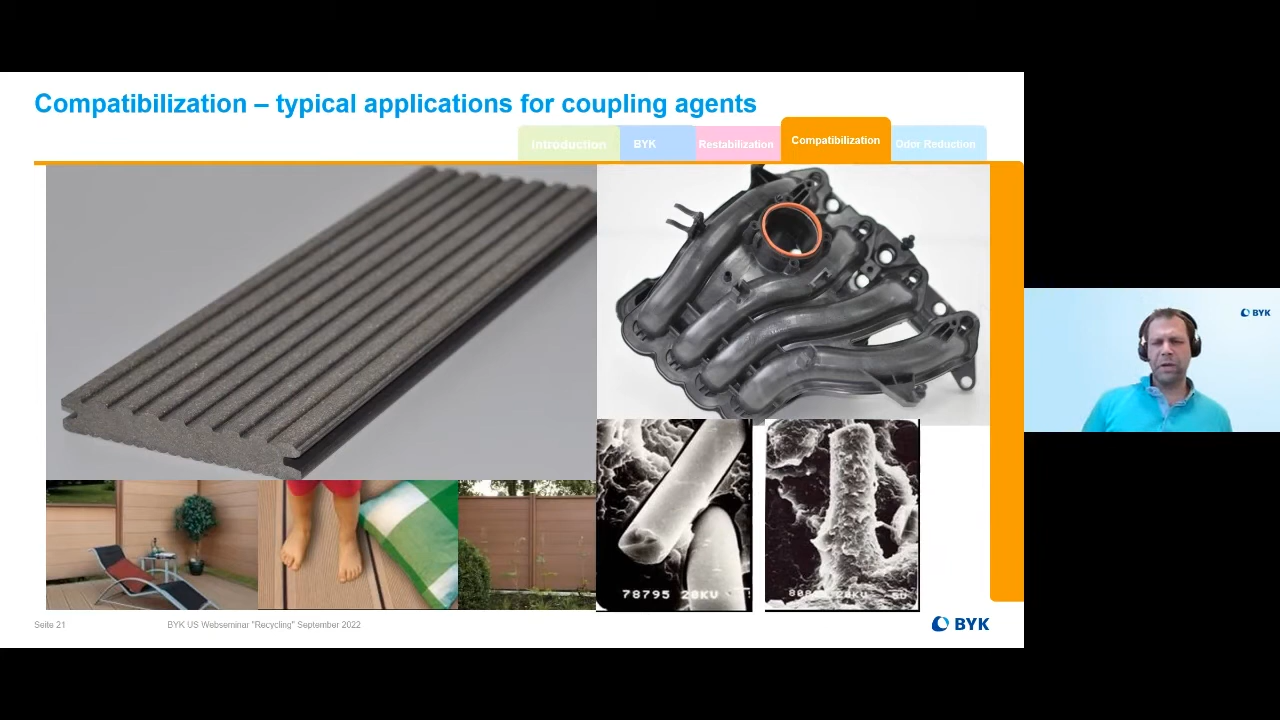 Compatibilization – typical applications for coupling agents
Introduction
BYK
Restabilization
Compatibilization
Odor Reduction
BYK
78795 20KV
20KV
Seite 21
BYK US Webseminar "Recycling" September 2022
BYK